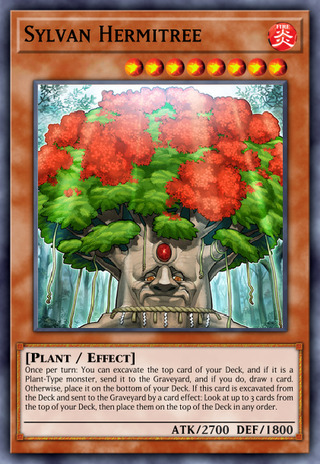 SYLVAN HERMITREE
FIRE
炎
[PLANT / EFFECT]
Once per turn: You can excavate the top card of your Deck, and if it is a
Plant-Type monster, send it to the Graveyard, and if you do, draw 1 card.
Otherwise, place it on the bottom of your Deck. If this card is excavated from
the Deck and sent to the Graveyard by a card effect: Look at up to 3 cards from
the top of your Deck, then place them on the top of the Deck in any order.
ATK/2700 DEF/1800